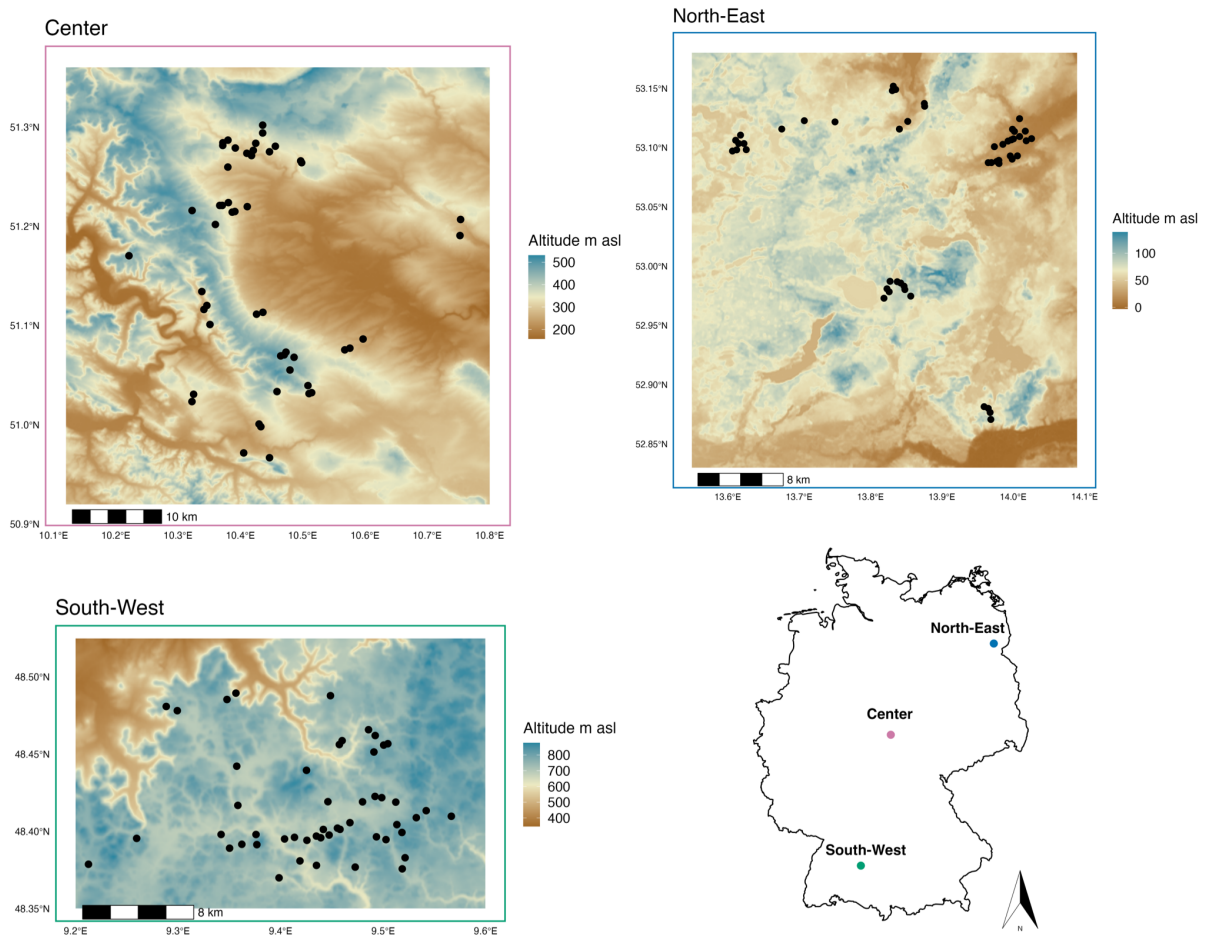 Center
51.3°N
51.2°N
51.1°N
51.0°N
50.9°N
10 km
10.1°E 10.2°E 10.3°E 10.4°E 10.5°E 10.6°E 10.7°E 10.8°E
Altitude m asl
500
400
300
200
North-East
53.15°N
53.10°N
53.05°N
53.00°N
52.95°N
52.90°N
52.85°N
8 km
13.6°E 13.7°E 13.8°E 13.9°E 14.0°E 14.1°E
Altitude m asl
100
50
0
South-West
48.50°N
48.45°N
48.40°N
48.35°N
8 km
9.2°E 9.3°E 9.4°E 9.5°E 9.6°E
Altitude m asl
800
700
600
500
400
North-East
Center
South-West
N